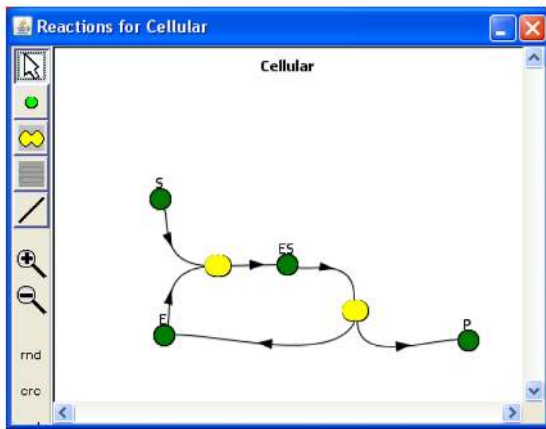 Reactions for Cellular
Cellular
S
ES
E
P
rnd
crc